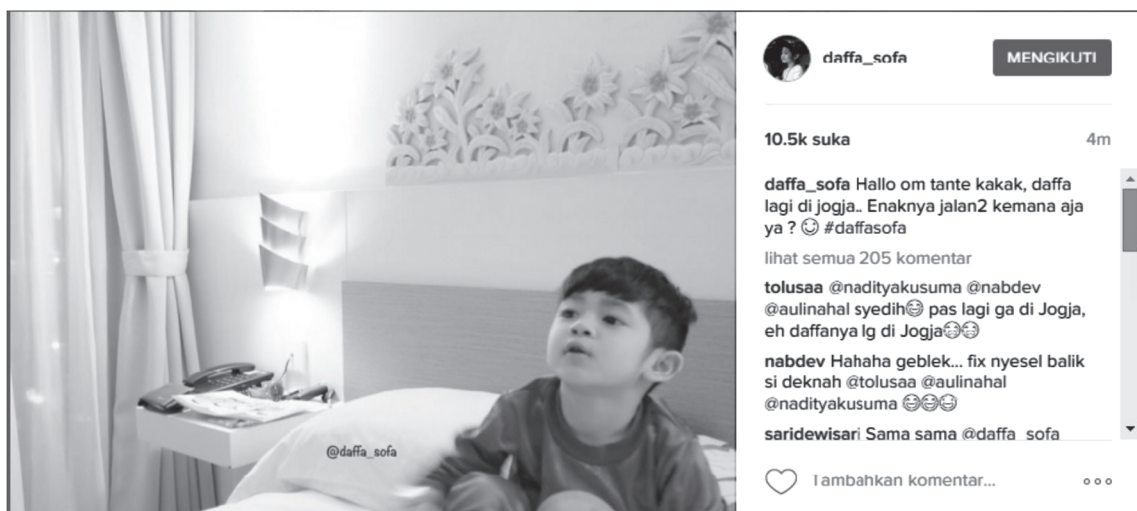 daffa_sofa
MENGIKUTI
10.5k suka
4m
daffa_sofa Hallo om tante kakak, daffa
lagi di jogja.. Enaknya jalan2 kemana aja
ya ? 😊 #daffasofa
lihat semua 205 komentar
tolusaa @nadityakusuma @nabdev
@aulinahal syedih😂 pas lagi ga di Jogja,
eh daffanya lg di Jogja😂😂
nabdev Hahaha geblek... fix nyesel balik
si deknah @tolusaa @aulinahal
@nadityakusuma 😂😂😂
saridewisari Sama sama @daffa_sofa
Tambahkan komentar...
@daffa_sofa